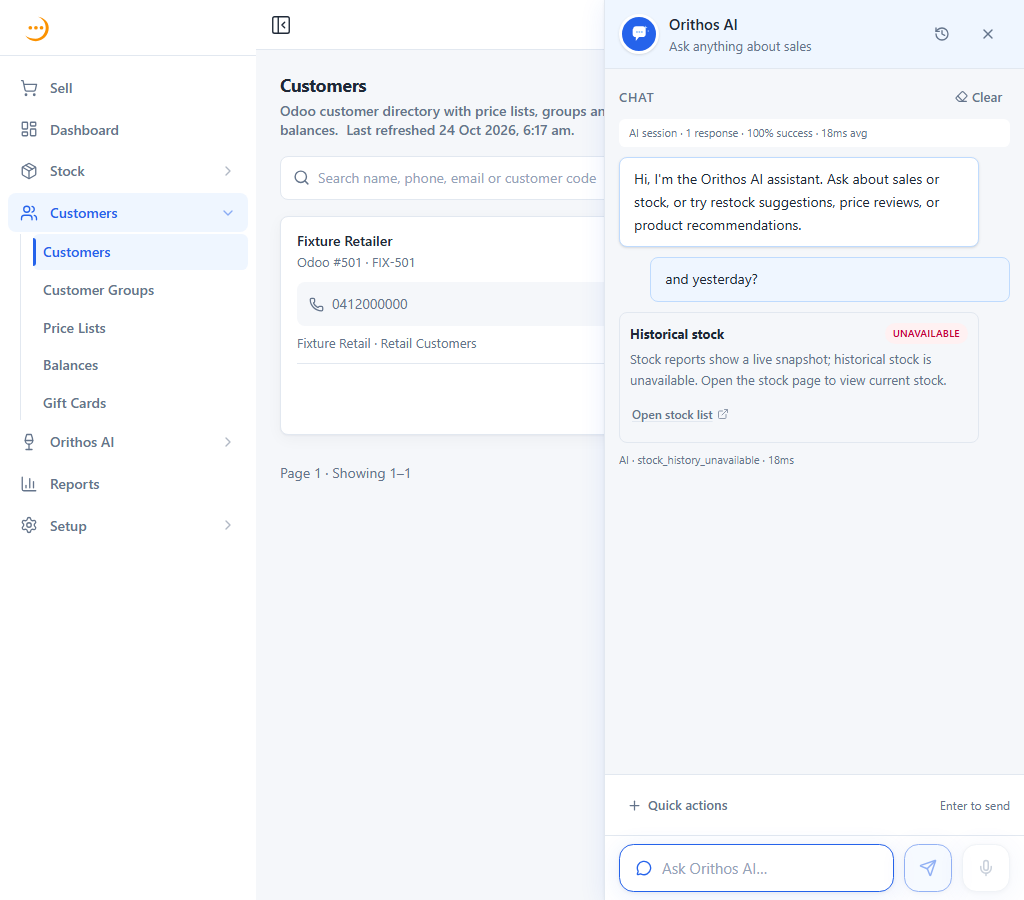 Sell
Dashboard
Stock
Customers
Customers
Customer Groups
Price Lists
Balances
Gift Cards
Orithos AI
Reports
Setup
Customers
Odoo customer directory with price lists, groups an
balances. Last refreshed 24 Oct 2026, 6:17 am.
Search name, phone, email or customer code
Fixture Retailer
Odoo #501 · FIX-501
0412000000
Fixture Retail · Retail Customers
Page 1 · Showing 1–1
Orithos AI
Ask anything about sales
CHAT
Clear
AI session · 1 response · 100% success · 18ms avg
Hi, I'm the Orithos AI assistant. Ask about sales or
stock, or try restock suggestions, price reviews, or
product recommendations.
and yesterday?
Historical stock
UNAVAILABLE
Stock reports show a live snapshot; historical stock is
unavailable. Open the stock page to view current stock.
Open stock list
AI · stock_history_unavailable · 18ms
Quick actions
Enter to send
Ask Orithos AI...